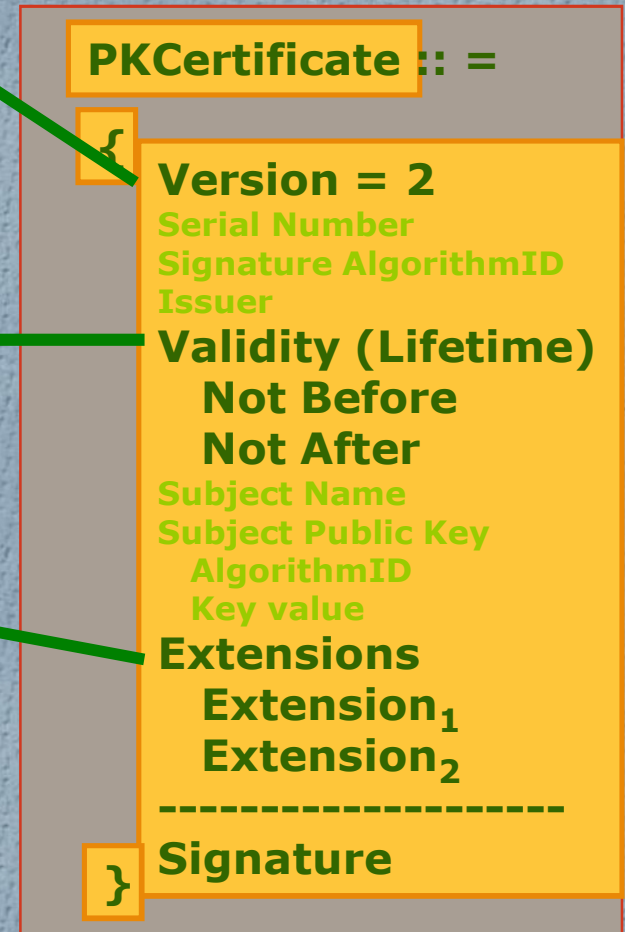 PKCertificate :: =
{
Version = 2
Serial Number
Signature AlgorithmID
Issuer
Validity (Lifetime)
Not Before
Not After
Subject Name
Subject Public Key
AlgorithmID
Key value
Extensions
Extension₁
Extension₂
--------------------
Signature
}